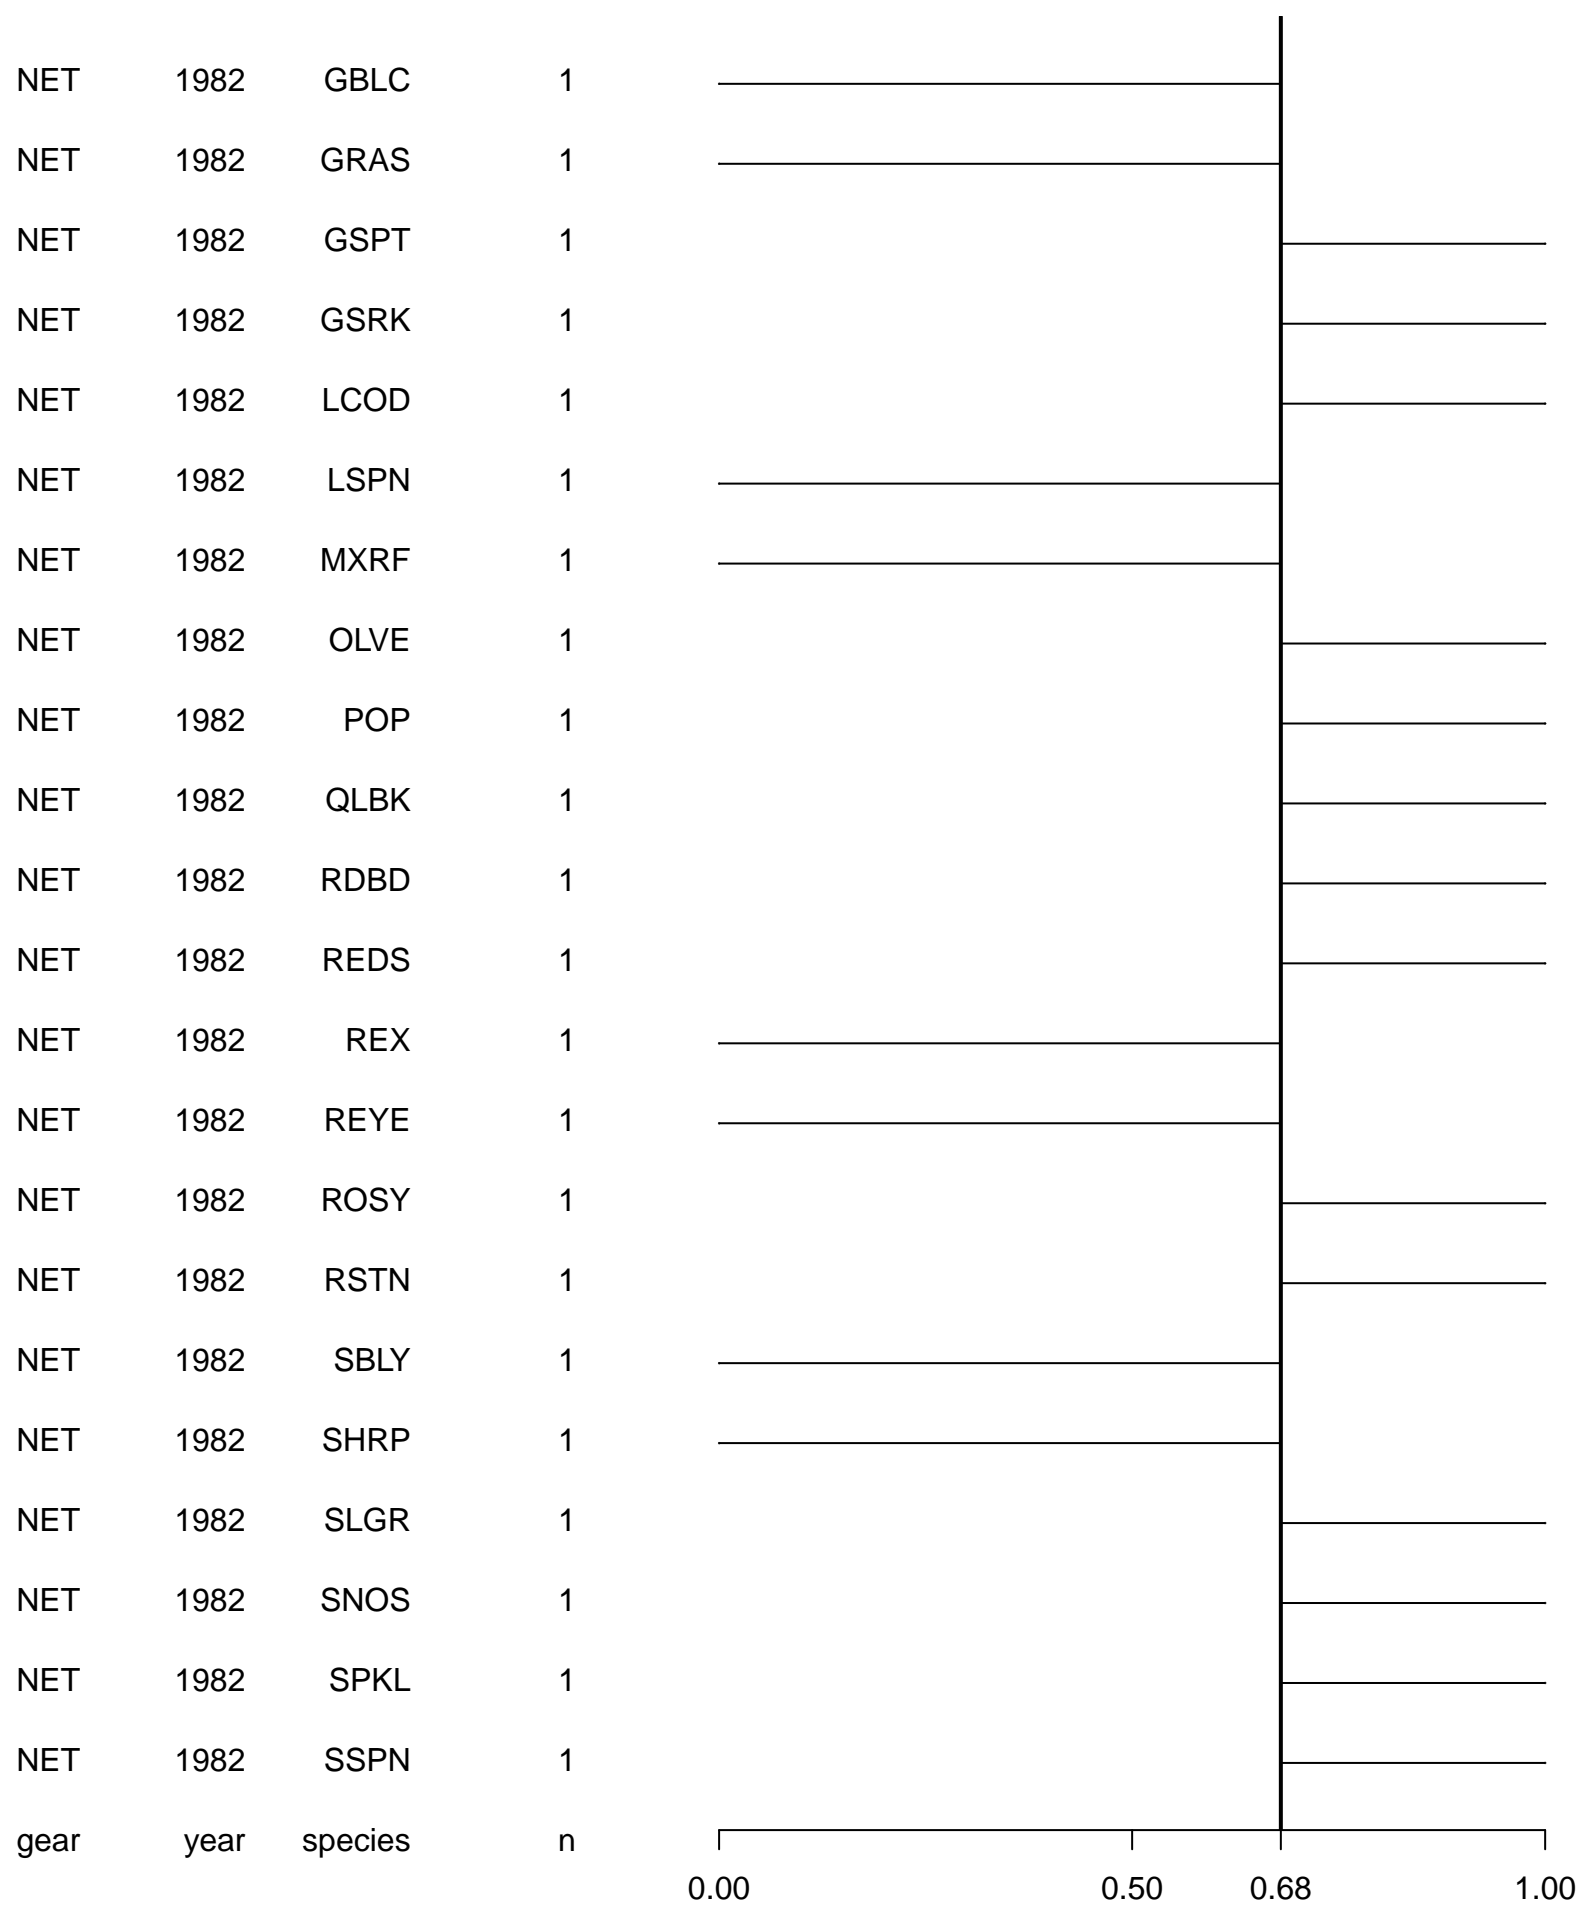 NET 1982 GBLC 1
NET 1982 GRAS 1
NET 1982 GSPT 1
NET 1982 GSRK 1
NET 1982 LCOD 1
NET 1982 LSPN 1
NET 1982 MXRF 1
NET 1982 OLVE 1
NET 1982 POP 1
NET 1982 QLBK 1
NET 1982 RDBD 1
NET 1982 REDS 1
NET 1982 REX 1
NET 1982 REYE 1
NET 1982 ROSY 1
NET 1982 RSTN 1
NET 1982 SBLY 1
NET 1982 SHRP 1
NET 1982 SLGR 1
NET 1982 SNOS 1
NET 1982 SPKL 1
NET 1982 SSPN 1
gear year species n
0.00 0.50 0.68 1.00